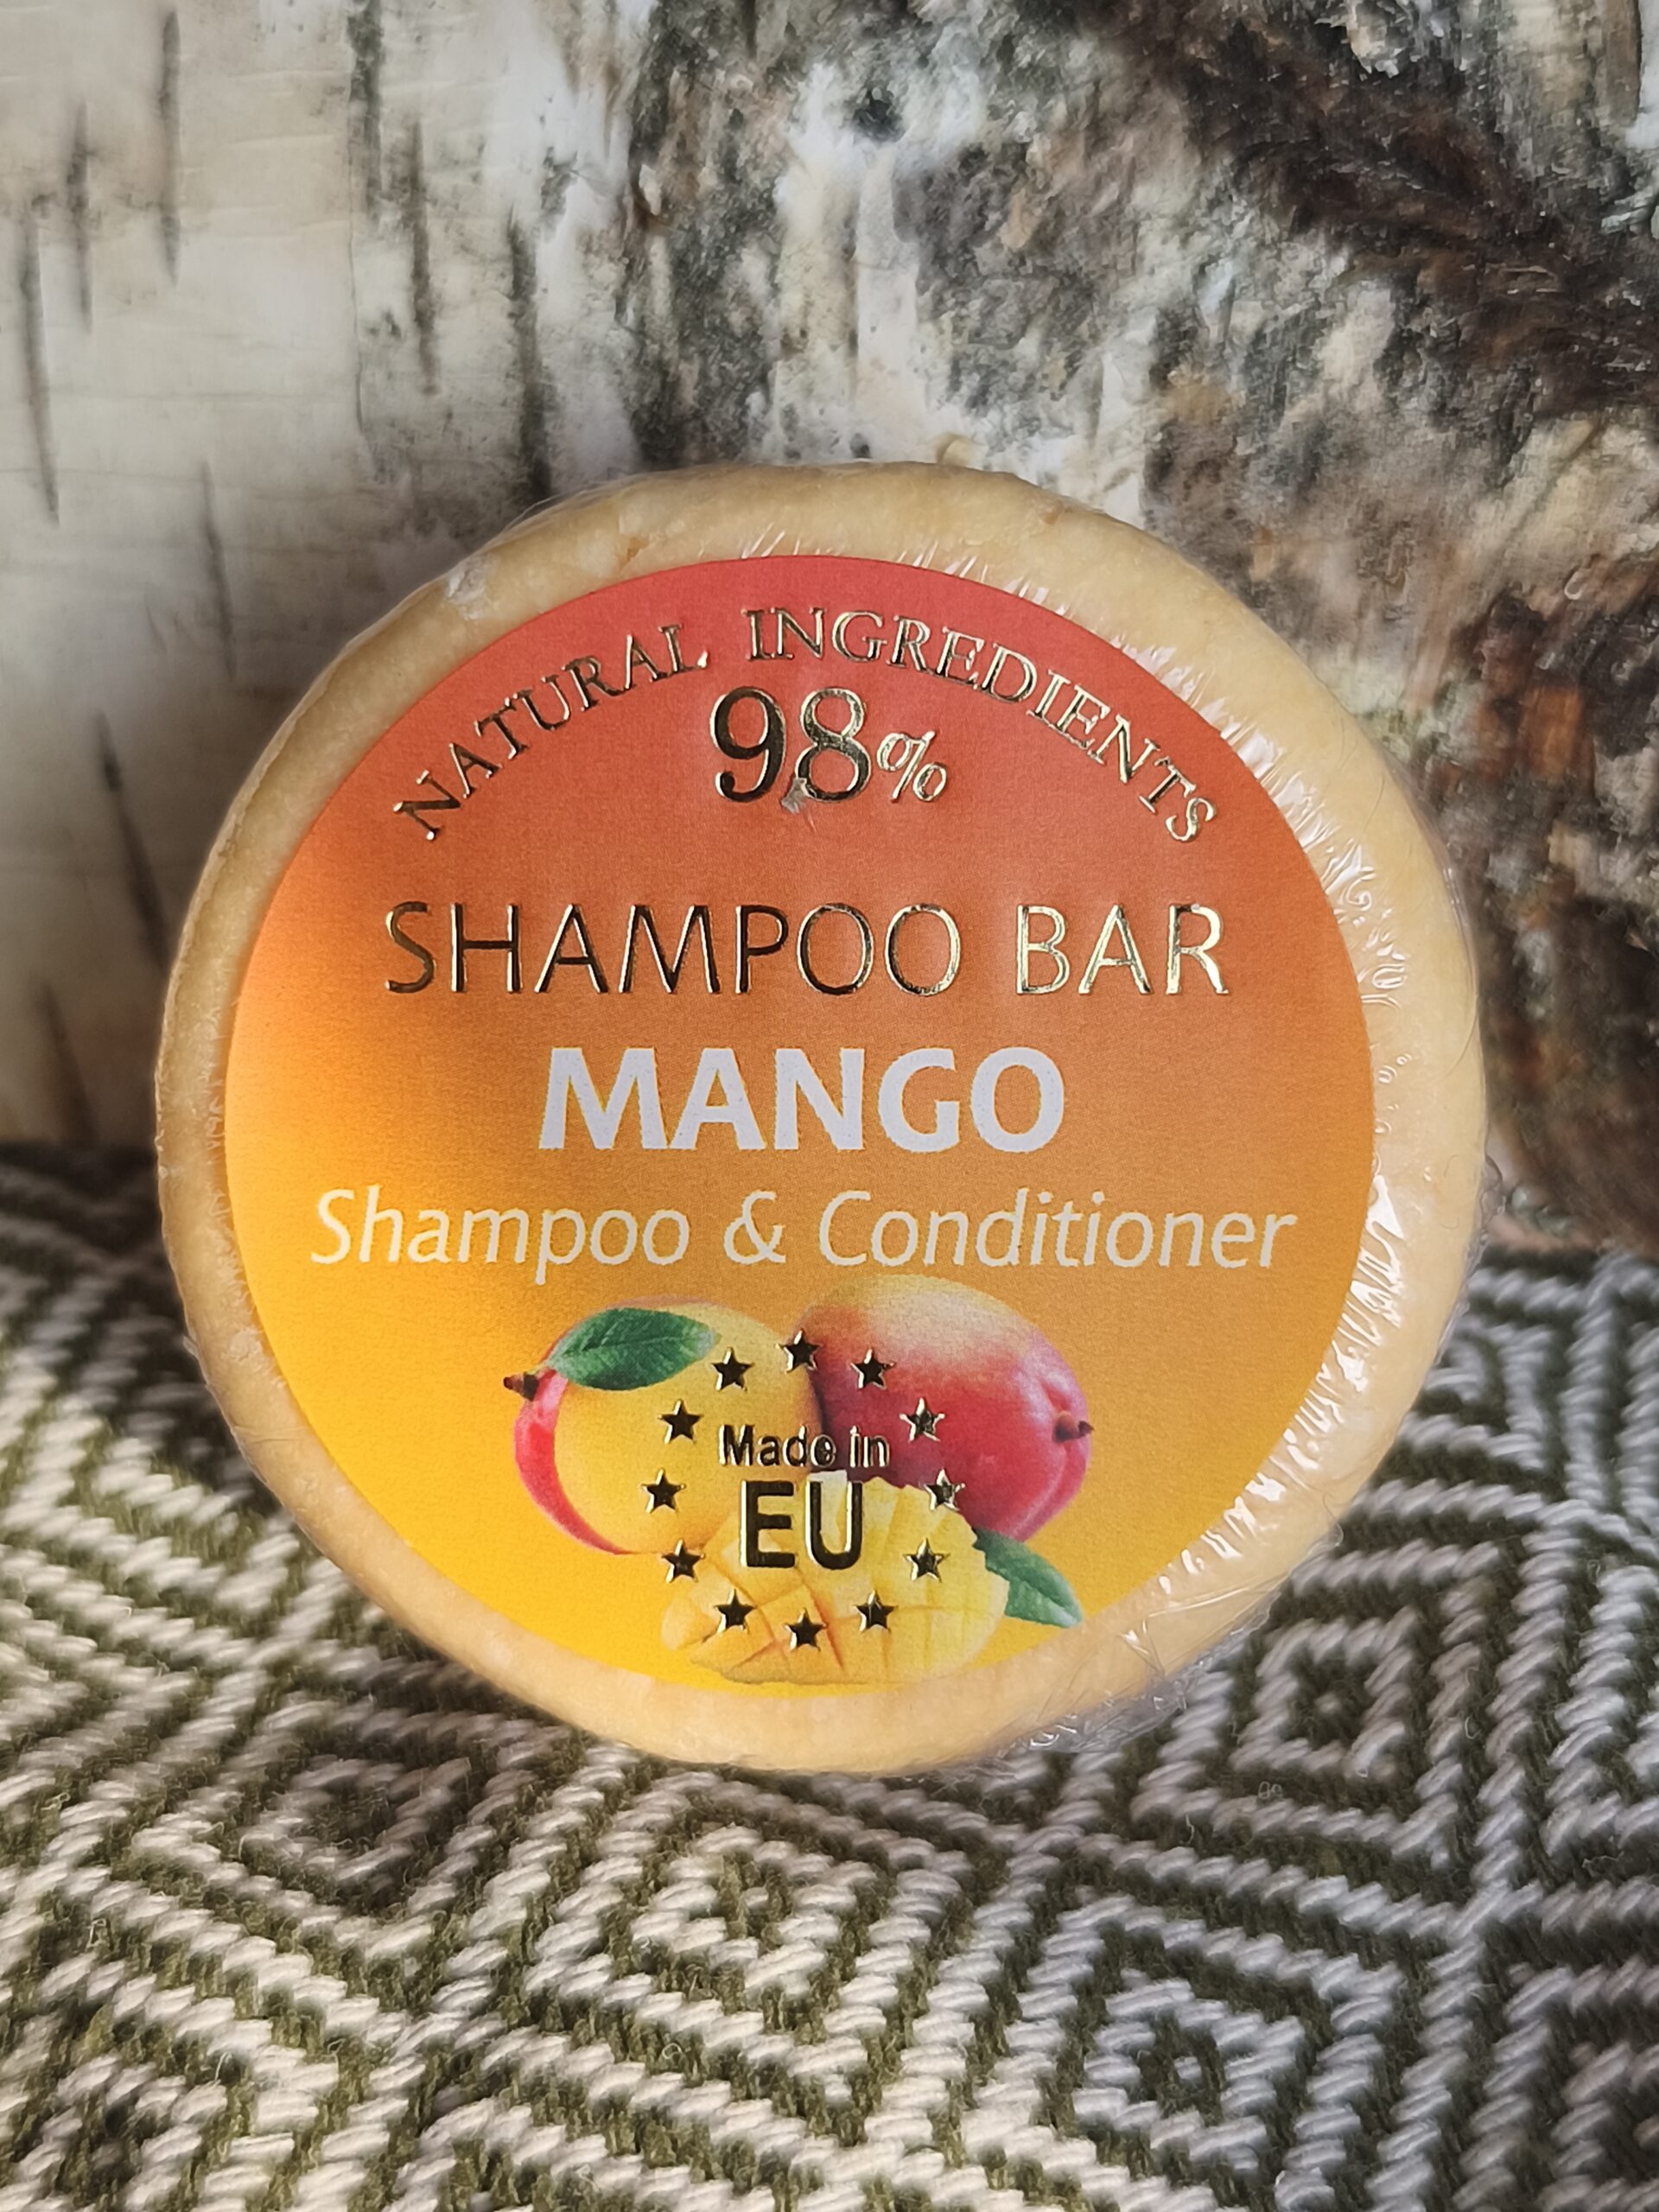 NATURAL INGREDIENTS
98%
SHAMPOO BAR
MANGO
Shampoo & Conditioner
Made in
EU